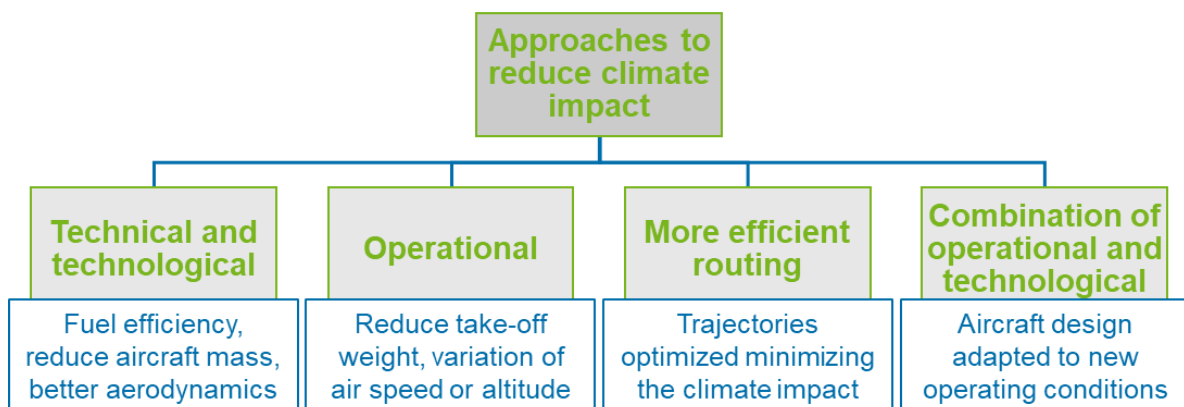 Approaches to
reduce climate
impact
Technical and
technological
Fuel efficiency,
reduce aircraft mass,
better aerodynamics
Operational
Reduce take-off
weight, variation of
air speed or altitude
More efficient
routing
Trajectories
optimized minimizing
the climate impact
Combination of
operational and
technological
Aircraft design
adapted to new
operating conditions